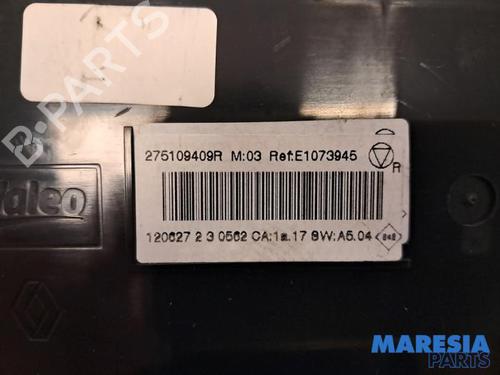 B-PARTS
275109409R M:03 Ref:E1073945
R
Valeo
120627 2 3 0562 CA:1a.17 SW:A5.04
MARESIA
PARTS